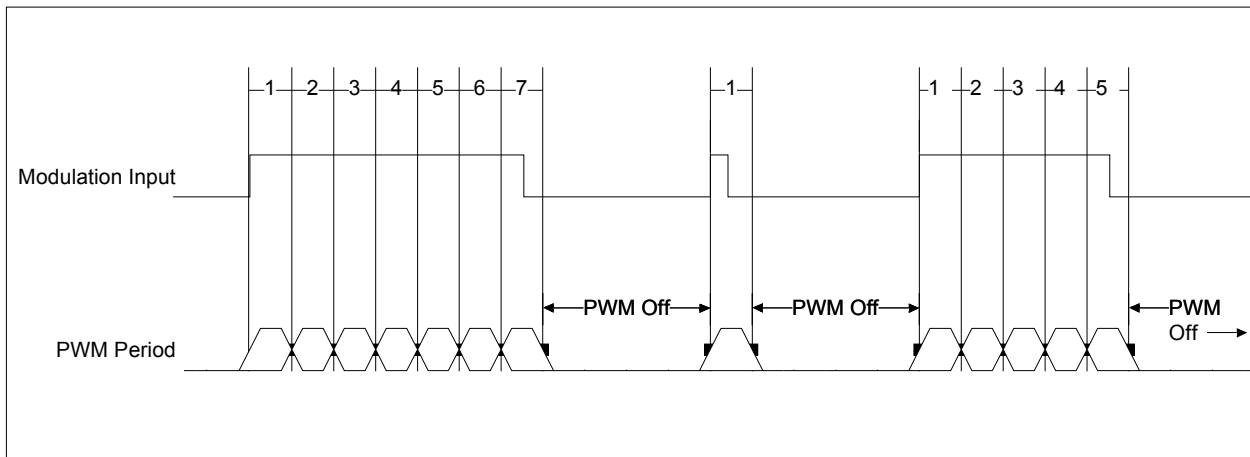 1 2 3 4 5 6 7 1 1 2 3 4 5
Modulation Input
PWM Off PWM Off PWM
Off
PWM Period